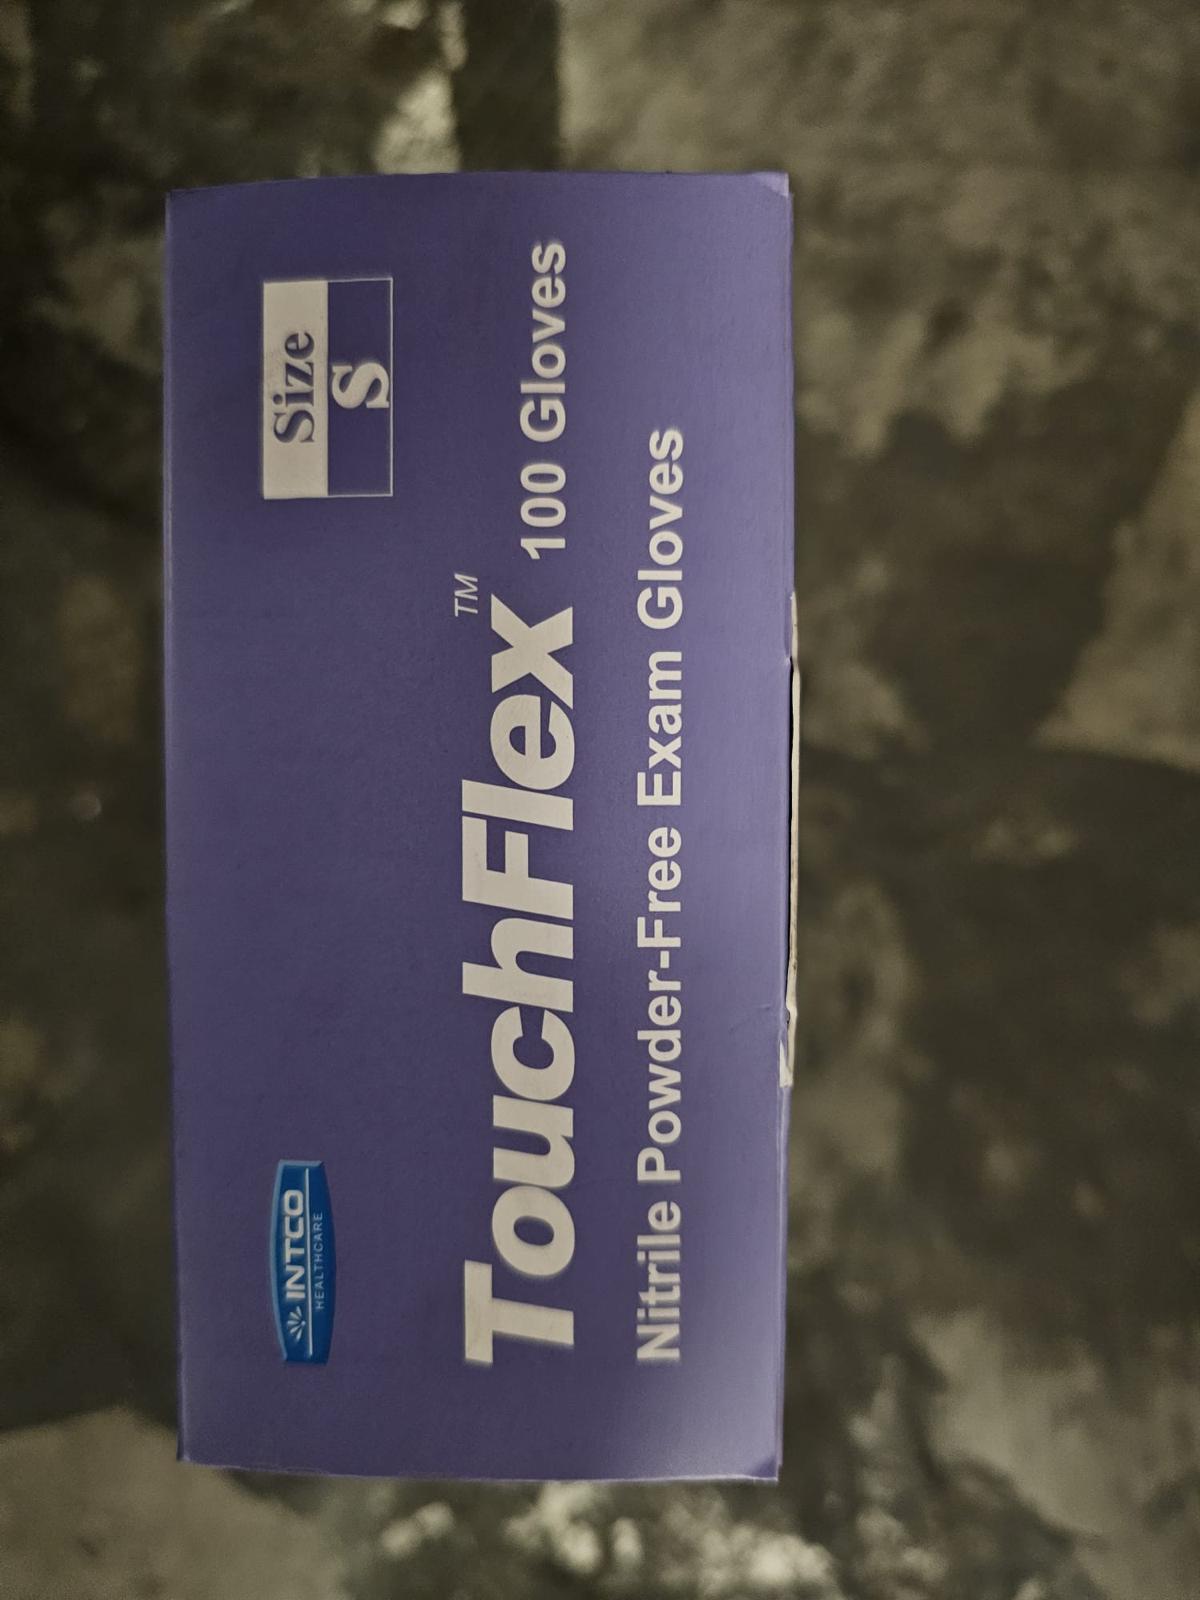 INTCO
HEALTHCARE
Size
S
TouchFlex™ 100 Gloves
Nitrile Powder-Free Exam Gloves